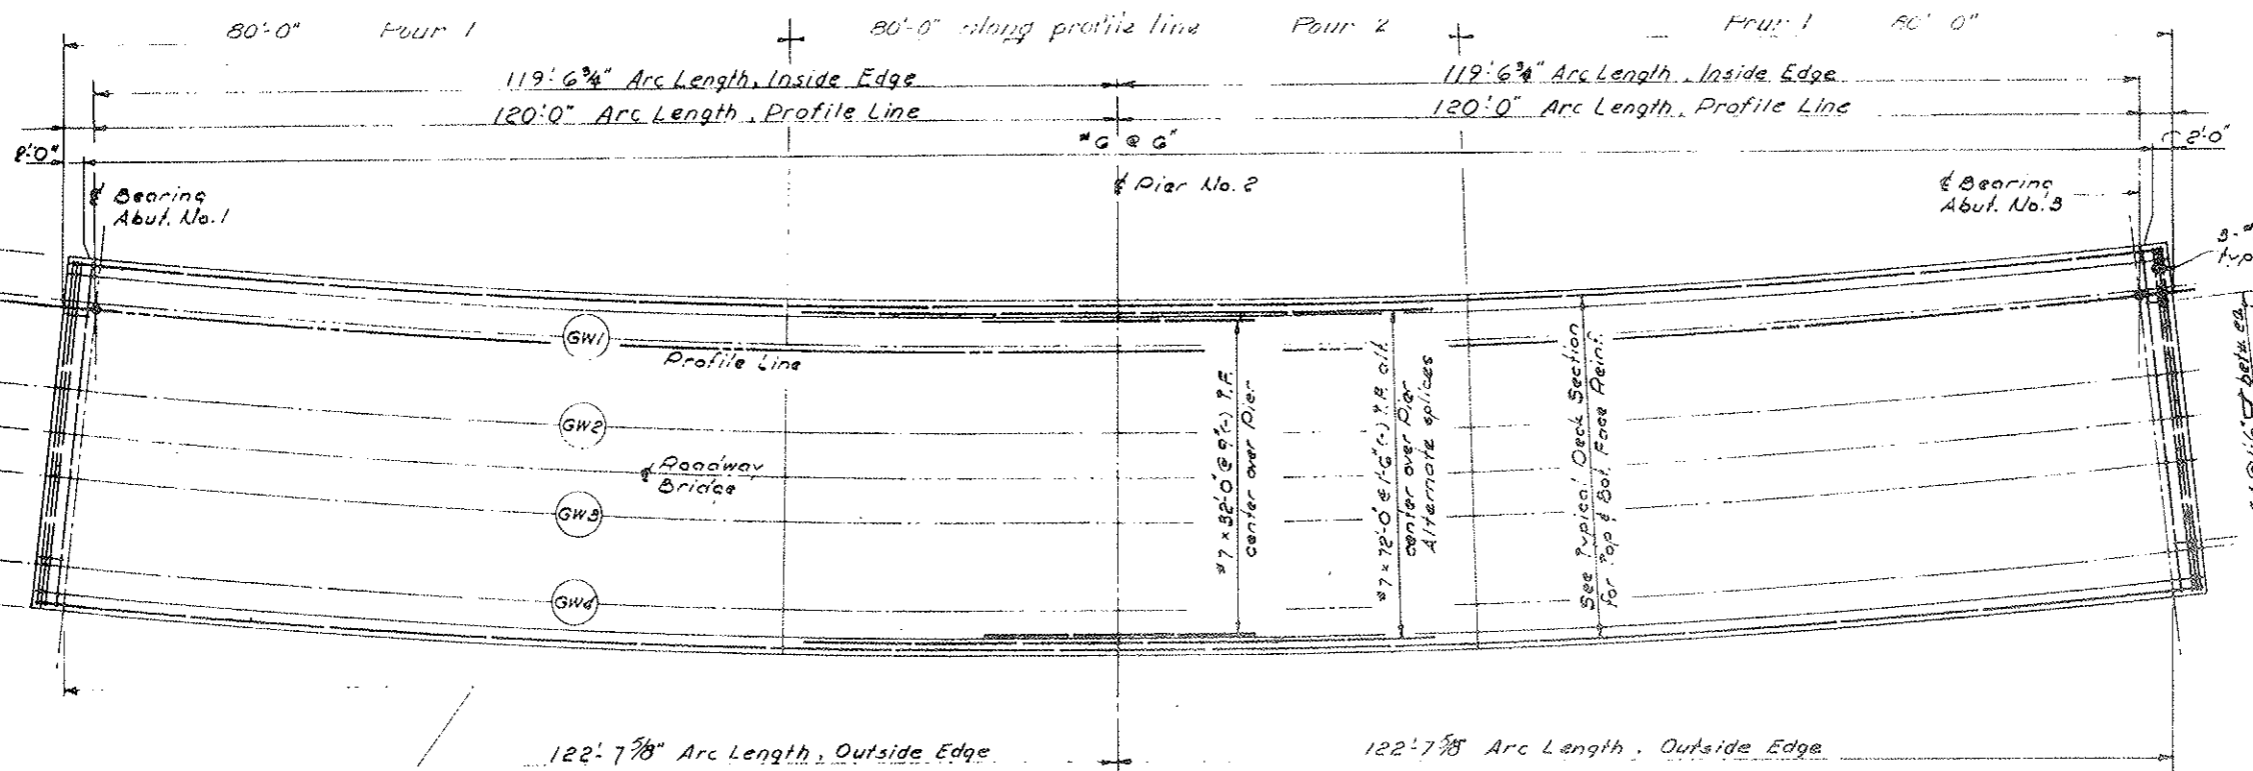 80'-0" Pour 1
80'-0" along profile line Pour 2
Pour 1 80'-0"
119'-6¾" Arc Length, Inside Edge
119'-6¾" Arc Length, Inside Edge
120'-0" Arc Length, Profile Line
120'-0" Arc Length, Profile Line
2'-0"
#6 @ 6"
2'-0"
℄ Bearing
Abut. No. 1
℄ Pier No. 2
℄ Bearing
Abut. No. 3
3-#
typ
GW1
Profile Line
GW2
℄ Roadway
Bridge
GW3
GW4
#7 x 32'-0" @ 9"(-) T.F.
center over Pier
#7 x 72'-0" @ 1'-6"(-) T.F. alt.
center over Pier
Alternate splices
See Typical Deck Section
for Top & Bot. Face Reinf.
betw. ea.
122'-7⅝" Arc Length, Outside Edge
122'-7⅝" Arc Length, Outside Edge